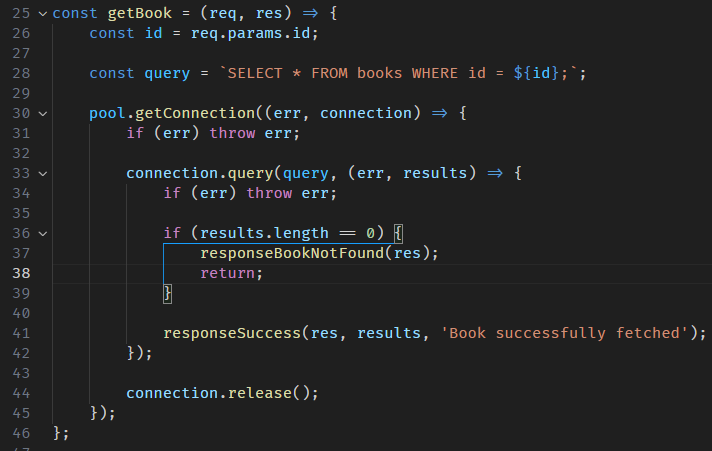 25 const getBook = (req, res) => {
26     const id = req.params.id;
27
28     const query = `SELECT * FROM books WHERE id = ${id};`;
29
30     pool.getConnection((err, connection) => {
31         if (err) throw err;
32
33         connection.query(query, (err, results) => {
34             if (err) throw err;
35
36             if (results.length == 0) {
37                 responseBookNotFound(res);
38                 return;
39             }
40
41             responseSuccess(res, results, 'Book successfully fetched');
42         });
43
44         connection.release();
45     });
46 };